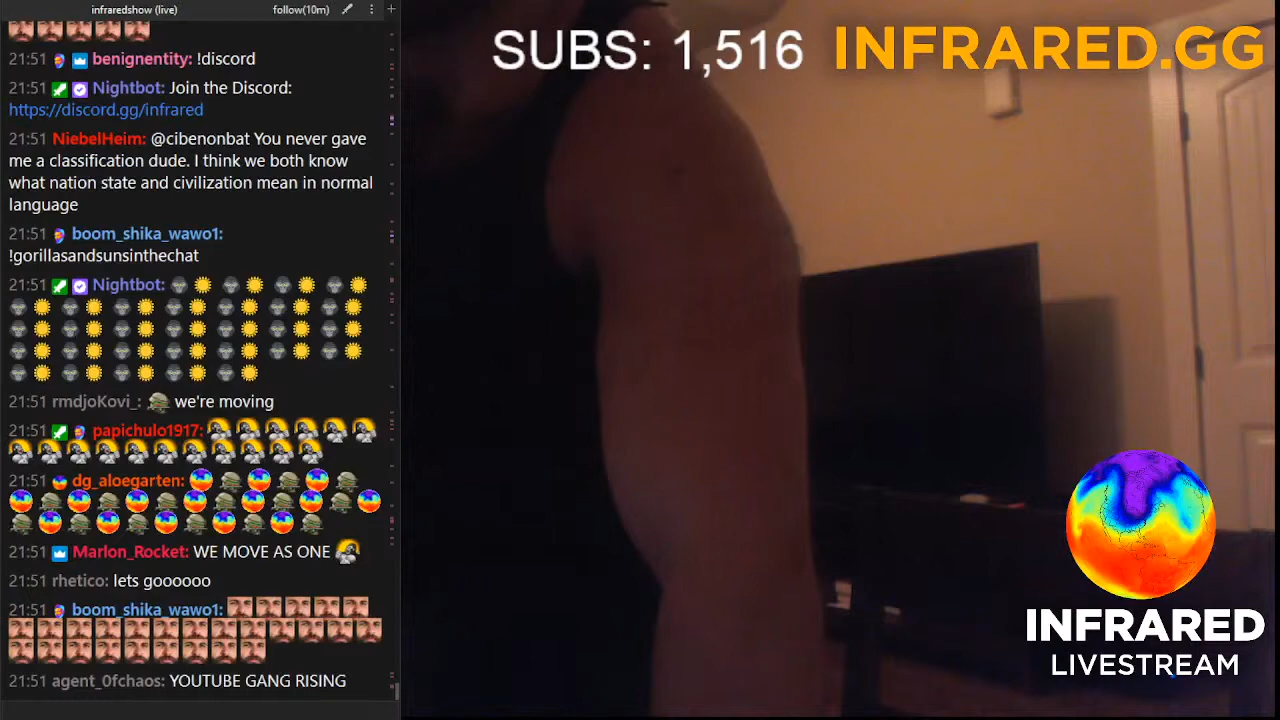 infraredshow (live)
follow(10m)
SUBS: 1,516
INFRARED.GG
21:51 benignentity: !discord
21:51 Nightbot: Join the Discord:
https://discord.gg/infrared
21:51 NiebelHeim: @cibenonbat You never gave
me a classification dude. I think we both know
what nation state and civilization mean in normal
language
21:51 boom_shika_wawo1:
!gorillasandsunsinthechat
21:51 Nightbot:
21:51 rmdjoKovi_: we're moving
21:51 papichulo1917:
21:51 dg_aloegarten:
21:51 Marlon_Rocket: WE MOVE AS ONE
21:51 rhetico: lets goooooo
21:51 boom_shika_wawo1:
21:51 agent_0fchaos: YOUTUBE GANG RISING
INFRARED
LIVESTREAM